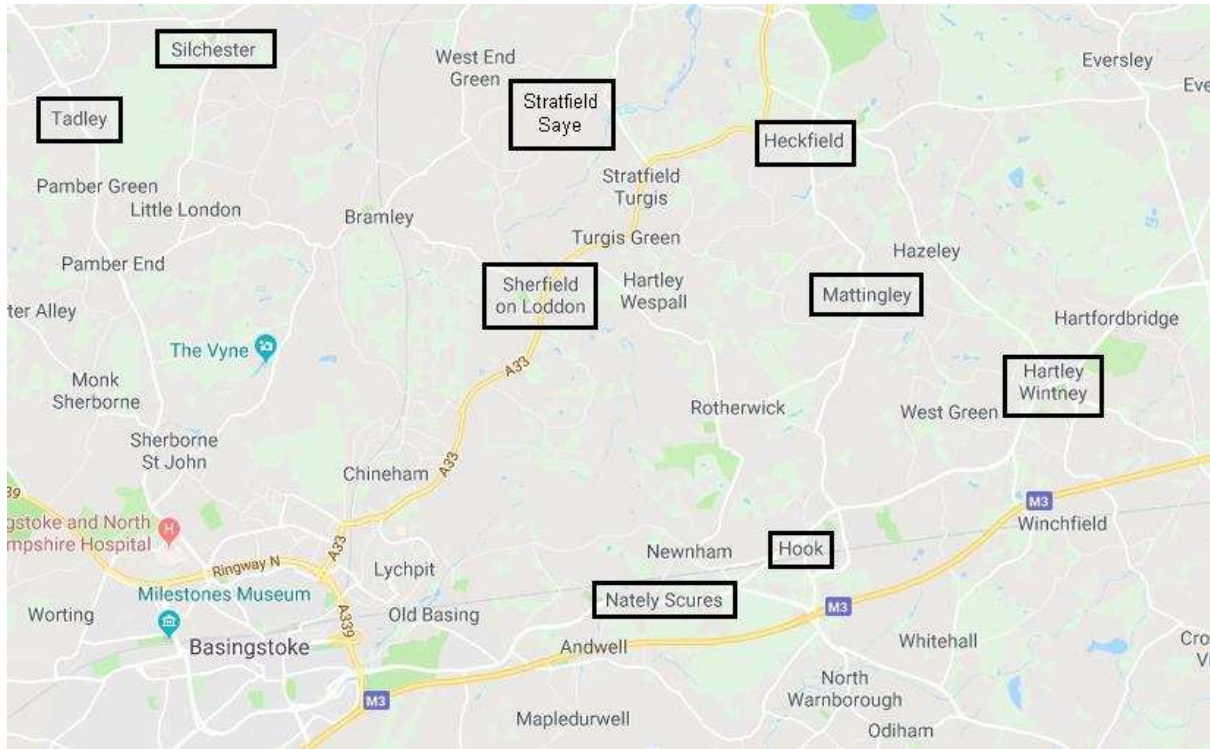 Silchester
West End
Green
Eversley
Eve
Tadley
Stratfield
Saye
Heckfield
Pamber Green
Little London
Bramley
Stratfield
Turgis
Turgis Green
Hazeley
Pamber End
Sherfield
on Loddon
Hartley
Wespall
Mattingley
ter Alley
Hartfordbridge
The Vyne
A33
Monk
Sherborne
Hartley
Wintney
Rotherwick
West Green
Sherborne
St John
Chineham
A33
39
M3
gstoke and North
mpshire Hospital
H
Winchfield
A33
Newnham
Hook
Ringway N
Lychpit
Milestones Museum
Nately Scures
M3
Worting
A339
Old Basing
Basingstoke
Andwell
Whitehall
Cro
Vi
M3
North
Warnborough
Mapledurwell
Odiham